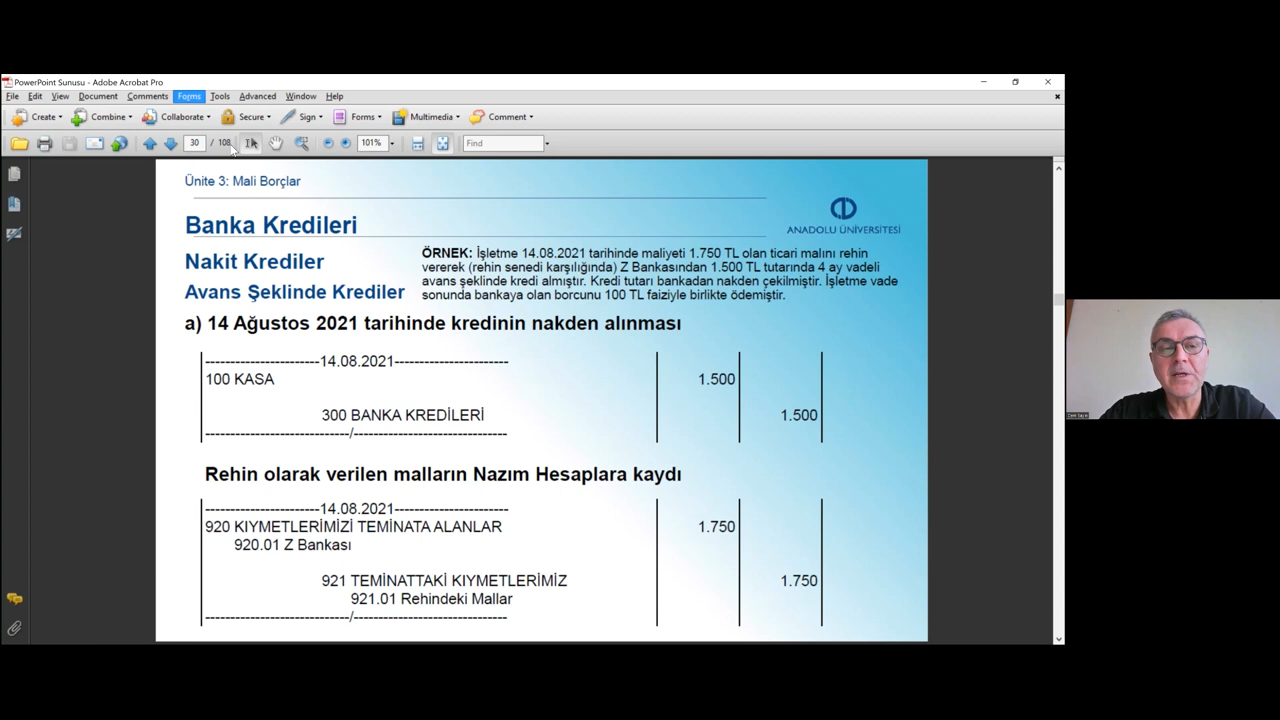 PowerPoint Sunusu - Adobe Acrobat Pro
File Edit View Document Comments Forms Tools Advanced Window Help
Create Combine Collaborate Secure Sign Forms Multimedia Comment
30 / 108 101% Find
Ünite 3: Mali Borçlar
ANADOLU ÜNİVERSİTESİ
Banka Kredileri
Nakit Krediler
Avans Şeklinde Krediler
ÖRNEK: İşletme 14.08.2021 tarihinde maliyeti 1.750 TL olan ticari malını rehin
vererek (rehin senedi karşılığında) Z Bankasından 1.500 TL tutarında 4 ay vadeli
avans şeklinde kredi almıştır. Kredi tutarı bankadan nakden çekilmiştir. İşletme vade
sonunda bankaya olan borcunu 100 TL faiziyle birlikte ödemiştir.
a) 14 Ağustos 2021 tarihinde kredinin nakden alınması
-----------------------14.08.2021-----------------------
100 KASA 1.500
300 BANKA KREDİLERİ 1.500
-----------------------------/-------------------------------
Rehin olarak verilen malların Nazım Hesaplara kaydı
-----------------------14.08.2021-----------------------
920 KIYMETLERİMİZİ TEMİNATA ALANLAR 1.750
920.01 Z Bankası
921 TEMİNATTAKİ KIYMETLERİMİZ 1.750
921.01 Rehindeki Mallar
-----------------------------/-------------------------------